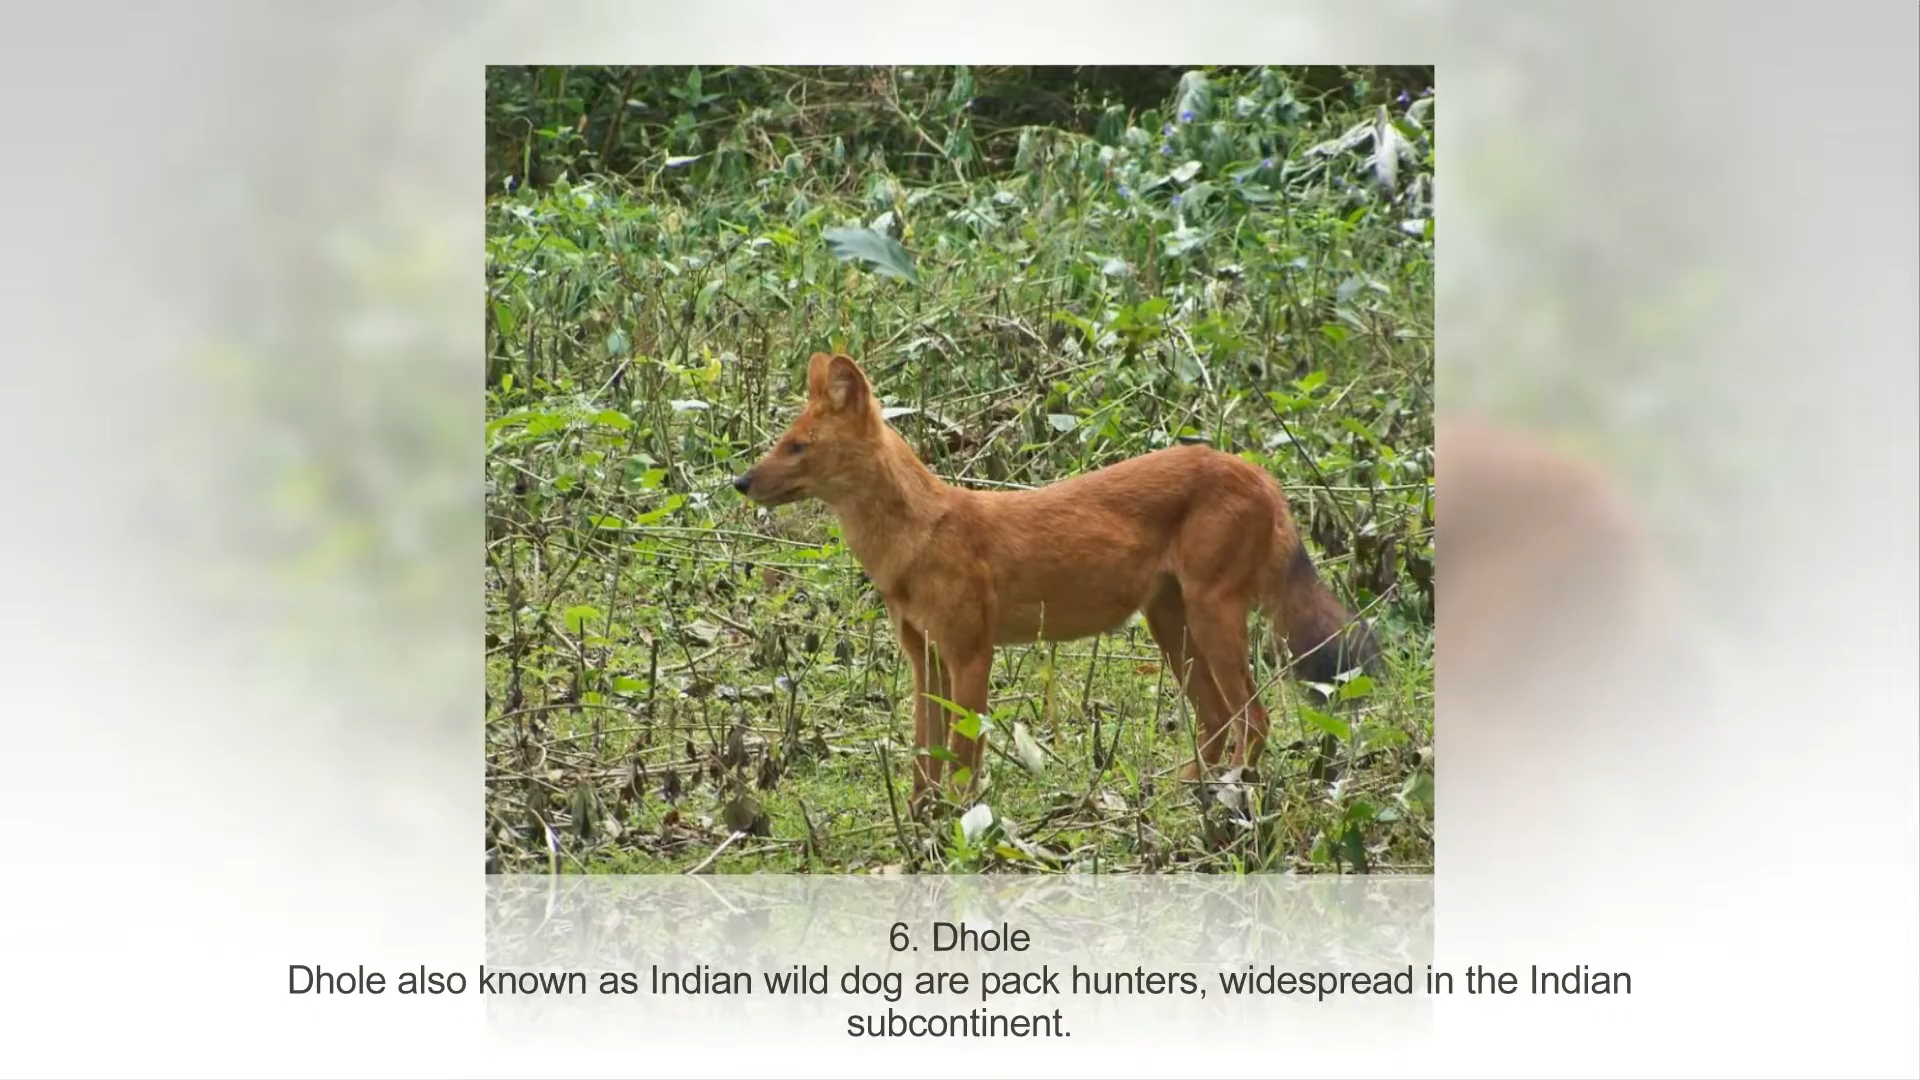 6. Dhole
Dhole also known as Indian wild dog are pack hunters, widespread in the Indian
subcontinent.